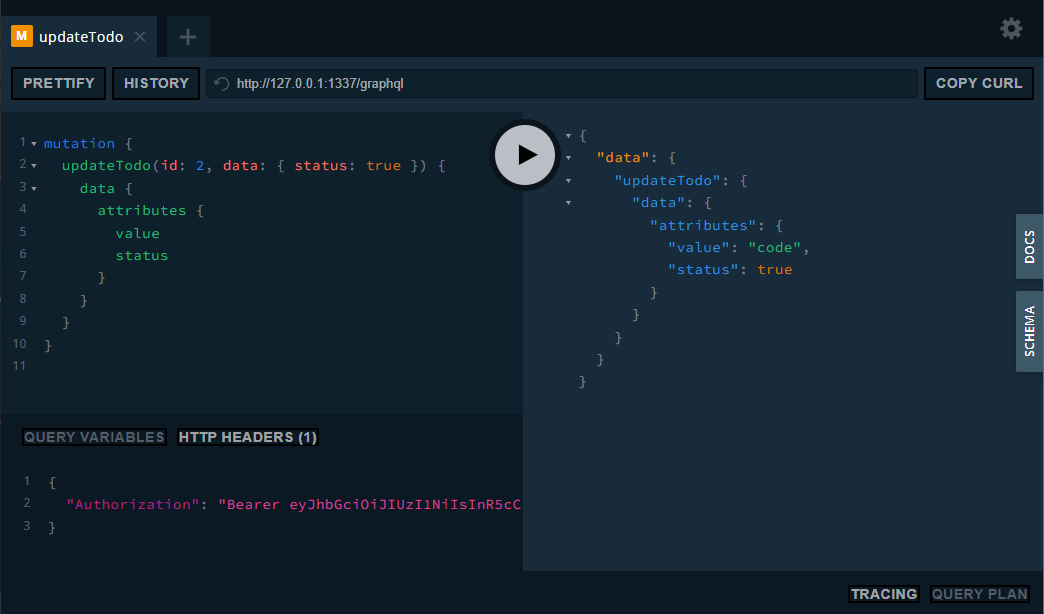 M updateTodo
PRETTIFY HISTORY http://127.0.0.1:1337/graphql COPY CURL
1 mutation {
2 updateTodo(id: 2, data: { status: true }) {
3 data {
4 attributes {
5 value
6 status
7 }
8 }
9 }
10 }
11
{
"data": {
"updateTodo": {
"data": {
"attributes": {
"value": "code",
"status": true
}
}
}
}
}
DOCS
SCHEMA
QUERY VARIABLES HTTP HEADERS (1)
1 {
2 "Authorization": "Bearer eyJhbGciOiJIUzI1NiIsInR5cC
3 }
TRACING QUERY PLAN